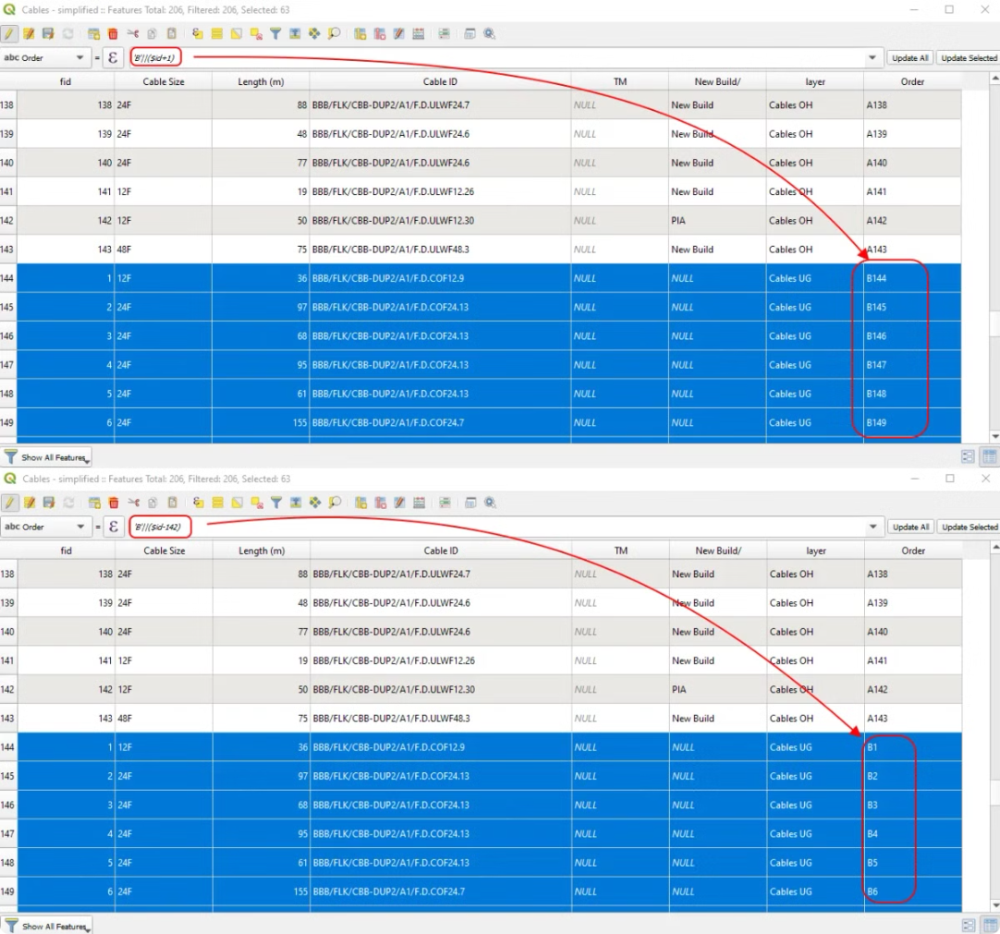 Cables - simplified :: Features Total: 206, Filtered: 206, Selected: 63
abc Order = ε 'B'||($id+1) Update All Update Selected
fid Cable Size Length (m) Cable ID TM New Build/ layer Order
138 138 24F 88 BBB/FLK/CBB-DUP2/A1/F.D.ULWF24.7 NULL New Build Cables OH A138
139 139 24F 48 BBB/FLK/CBB-DUP2/A1/F.D.ULWF24.6 NULL New Build Cables OH A139
140 140 24F 77 BBB/FLK/CBB-DUP2/A1/F.D.ULWF24.6 NULL New Build Cables OH A140
141 141 12F 19 BBB/FLK/CBB-DUP2/A1/F.D.ULWF12.26 NULL New Build Cables OH A141
142 142 12F 50 BBB/FLK/CBB-DUP2/A1/F.D.ULWF12.30 NULL PIA Cables OH A142
143 143 48F 75 BBB/FLK/CBB-DUP2/A1/F.D.ULWF48.3 NULL New Build Cables OH A143
144 1 12F 36 BBB/FLK/CBB-DUP2/A1/F.D.COF12.9 NULL NULL Cables UG B144
145 2 24F 97 BBB/FLK/CBB-DUP2/A1/F.D.COF24.13 NULL NULL Cables UG B145
146 3 24F 68 BBB/FLK/CBB-DUP2/A1/F.D.COF24.13 NULL NULL Cables UG B146
147 4 24F 95 BBB/FLK/CBB-DUP2/A1/F.D.COF24.13 NULL NULL Cables UG B147
148 5 24F 61 BBB/FLK/CBB-DUP2/A1/F.D.COF24.13 NULL NULL Cables UG B148
149 6 24F 155 BBB/FLK/CBB-DUP2/A1/F.D.COF24.7 NULL NULL Cables UG B149
Show All Features
Cables - simplified :: Features Total: 206, Filtered: 206, Selected: 63
abc Order = ε 'B'||($id-142) Update All Update Selected
fid Cable Size Length (m) Cable ID TM New Build/ layer Order
138 138 24F 88 BBB/FLK/CBB-DUP2/A1/F.D.ULWF24.7 NULL New Build Cables OH A138
139 139 24F 48 BBB/FLK/CBB-DUP2/A1/F.D.ULWF24.6 NULL New Build Cables OH A139
140 140 24F 77 BBB/FLK/CBB-DUP2/A1/F.D.ULWF24.6 NULL New Build Cables OH A140
141 141 12F 19 BBB/FLK/CBB-DUP2/A1/F.D.ULWF12.26 NULL New Build Cables OH A141
142 142 12F 50 BBB/FLK/CBB-DUP2/A1/F.D.ULWF12.30 NULL PIA Cables OH A142
143 143 48F 75 BBB/FLK/CBB-DUP2/A1/F.D.ULWF48.3 NULL New Build Cables OH A143
144 1 12F 36 BBB/FLK/CBB-DUP2/A1/F.D.COF12.9 NULL NULL Cables UG B1
145 2 24F 97 BBB/FLK/CBB-DUP2/A1/F.D.COF24.13 NULL NULL Cables UG B2
146 3 24F 68 BBB/FLK/CBB-DUP2/A1/F.D.COF24.13 NULL NULL Cables UG B3
147 4 24F 95 BBB/FLK/CBB-DUP2/A1/F.D.COF24.13 NULL NULL Cables UG B4
148 5 24F 61 BBB/FLK/CBB-DUP2/A1/F.D.COF24.13 NULL NULL Cables UG B5
149 6 24F 155 BBB/FLK/CBB-DUP2/A1/F.D.COF24.7 NULL NULL Cables UG B6
Show All Features